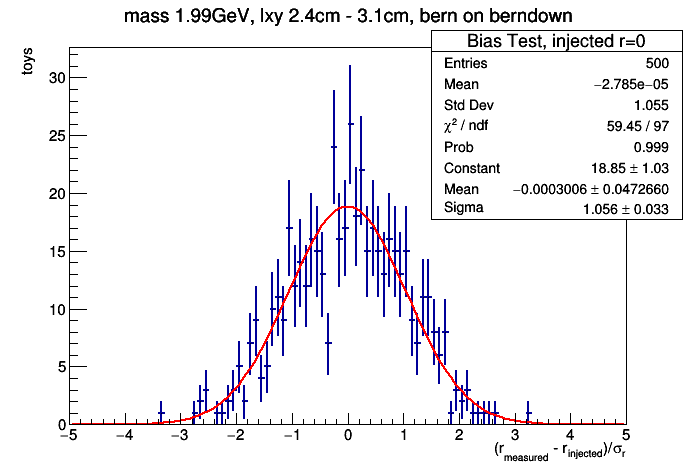 mass 1.99GeV, lxy 2.4cm - 3.1cm, bern on berndown
toys
Bias Test, injected r=0
Entries 500
Mean −2.785e−05
Std Dev 1.055
χ² / ndf 59.45 / 97
Prob 0.999
Constant 18.85 ± 1.03
Mean −0.0003006 ± 0.0472660
Sigma 1.056 ± 0.033
30
25
20
15
10
5
0
−5 −4 −3 −2 −1 0 1 2 3 4 5
(r_measured - r_injected)/σ_r